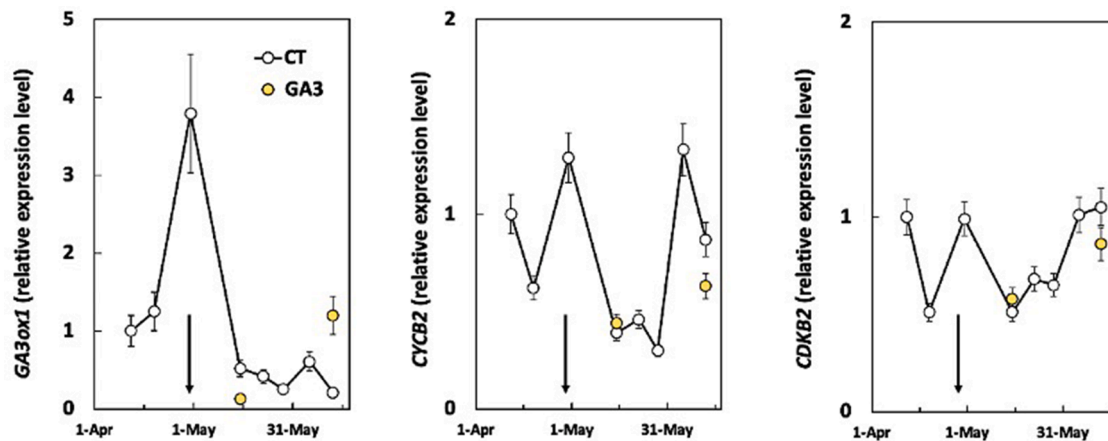 GA3ox1 (relative expression level)
5
4
3
2
1
0
CT
GA3
1-Apr 1-May 31-May
CYCB2 (relative expression level)
2
1
0
1-Apr 1-May 31-May
CDKB2 (relative expression level)
2
1
0
1-Apr 1-May 31-May